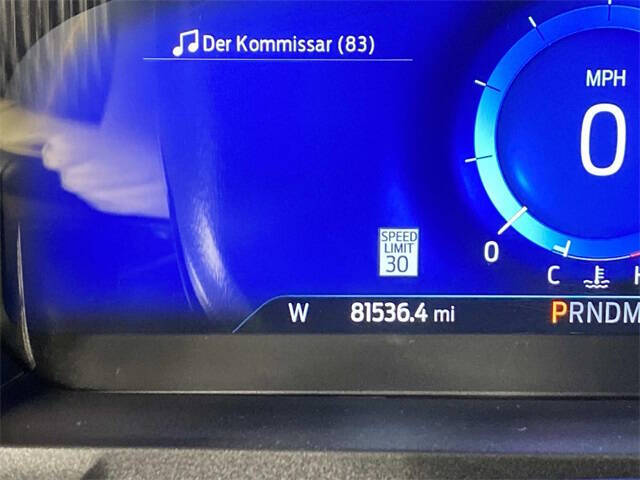 Der Kommissar (83)
MPH
0
SPEED
LIMIT
30
0
C H
W 81536.4 mi PRNDM